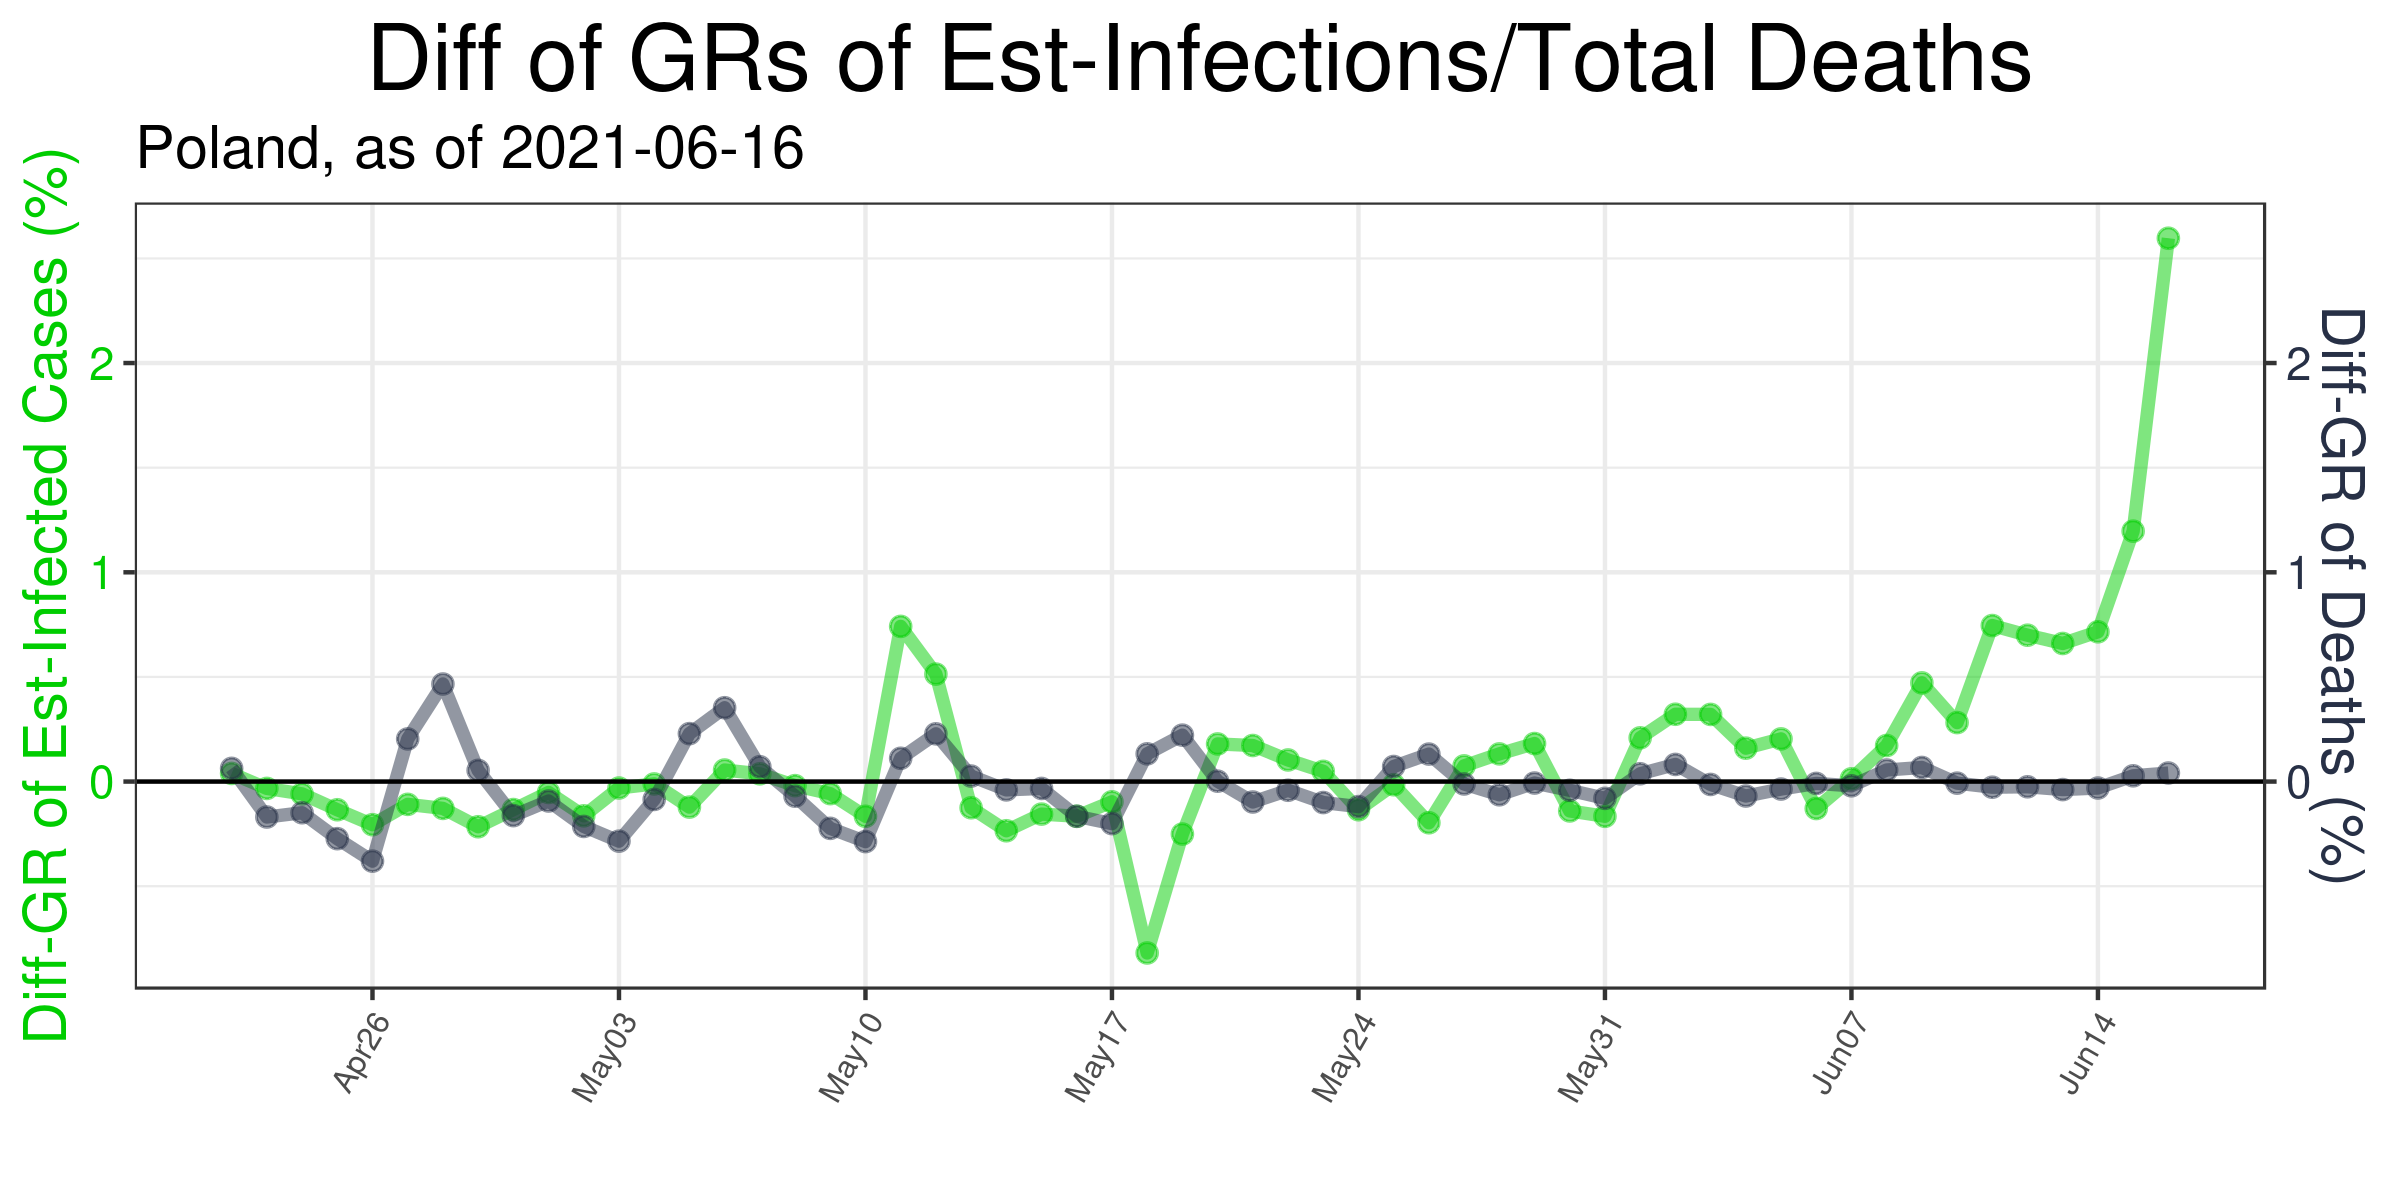 Diff of GRs of Est-Infections/Total Deaths
Poland, as of 2021-06-16
Diff-GR of Est-Infected Cases (%)
2
1
0
2
1
0
Diff-GR of Deaths (%)
Apr26
May03
May10
May17
May24
May31
Jun07
Jun14